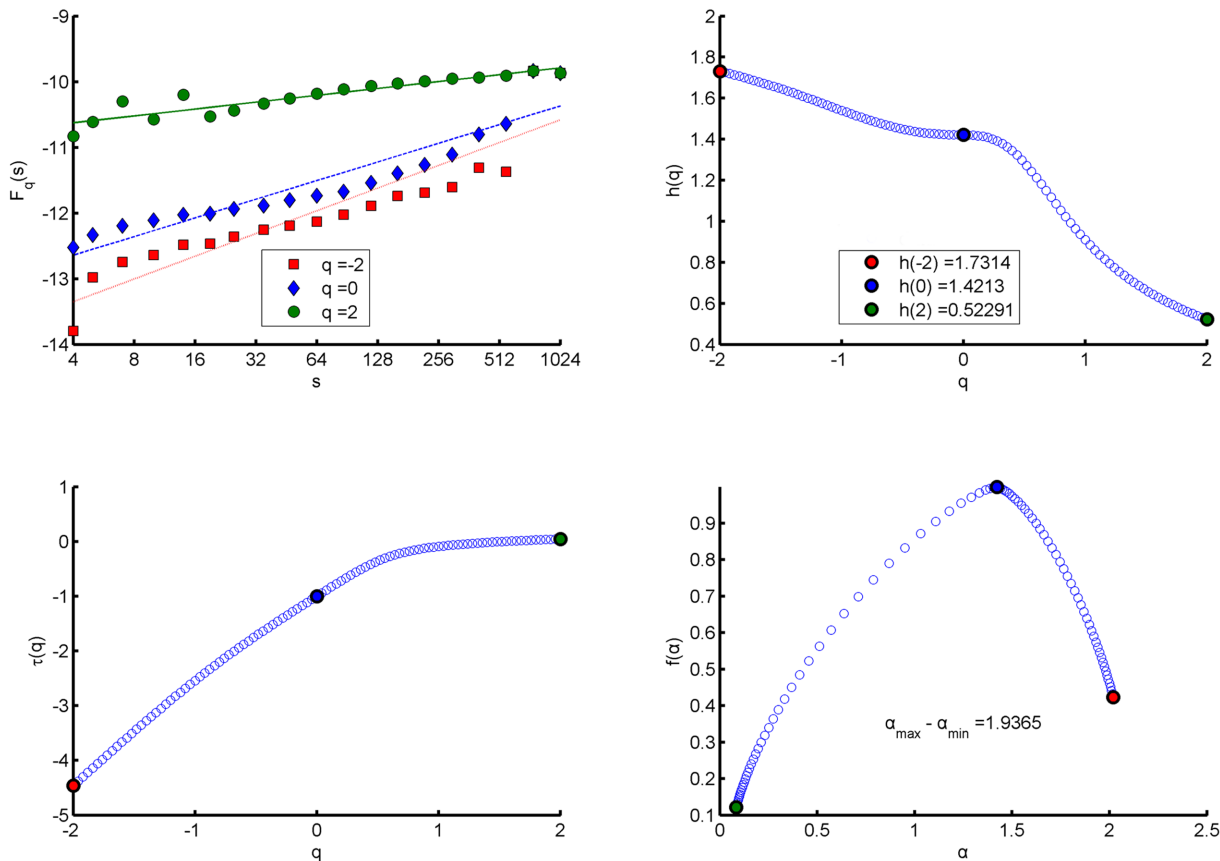 -9
-10
-11
-12
-13
-14
F_q(s)
4 8 16 32 64 128 256 512 1024
s
q =-2
q =0
q =2
2
1.8
1.6
1.4
1.2
1
0.8
0.6
0.4
h(q)
-2 -1 0 1 2
q
h(-2) =1.7314
h(0) =1.4213
h(2) =0.52291
1
0
-1
-2
-3
-4
-5
τ(q)
-2 -1 0 1 2
q
0.9
0.8
0.7
0.6
0.5
0.4
0.3
0.2
0.1
f(α)
α_max - α_min =1.9365
0 0.5 1 1.5 2 2.5
α